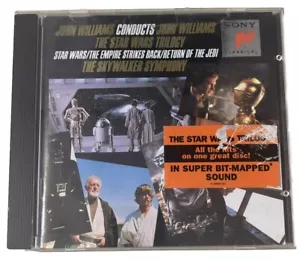 JOHN WILLIAMS CONDUCTS JOHN WILLIAMS
THE STAR WARS TRILOGY
STAR WARS/THE EMPIRE STRIKES BACK/RETURN OF THE JEDI
THE SKYWALKER SYMPHONY
SONY
CLASSICAL
THE STAR WARS TRILOGY
All the hits
on one great disc!
IN SUPER BIT-MAPPED
SOUND